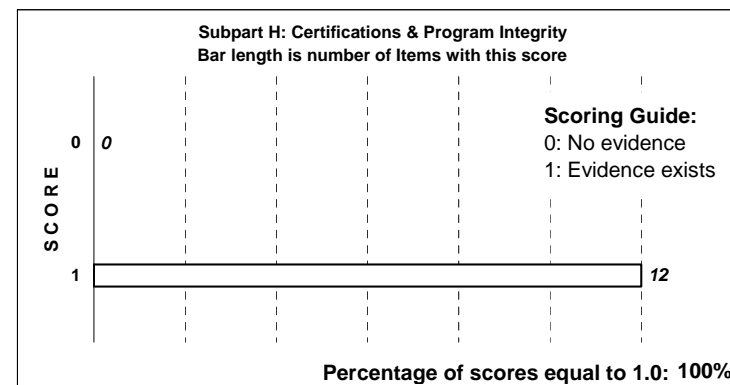 Subpart H: Certifications & Program Integrity
Bar length is number of Items with this score
Scoring Guide:
0: No evidence
1: Evidence exists
SCORE
0 0
1 12
Percentage of scores equal to 1.0: 100%